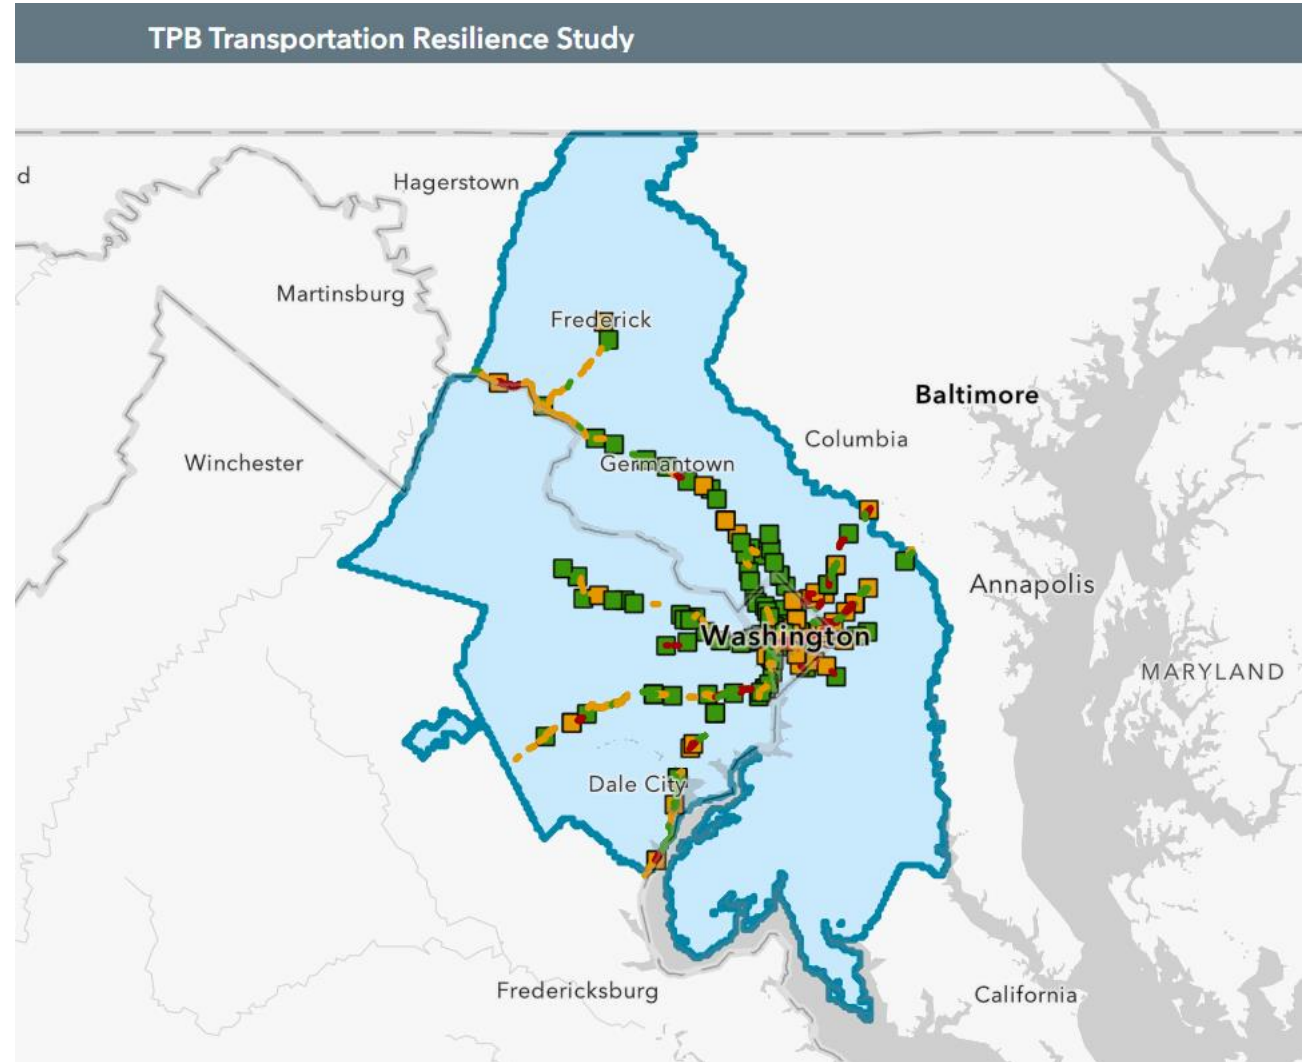 TPB Transportation Resilience Study
d
Hagerstown
Martinsburg
Frederick
Baltimore
Columbia
Winchester
Germantown
Annapolis
Washington
MARYLAND
Dale City
Fredericksburg
California